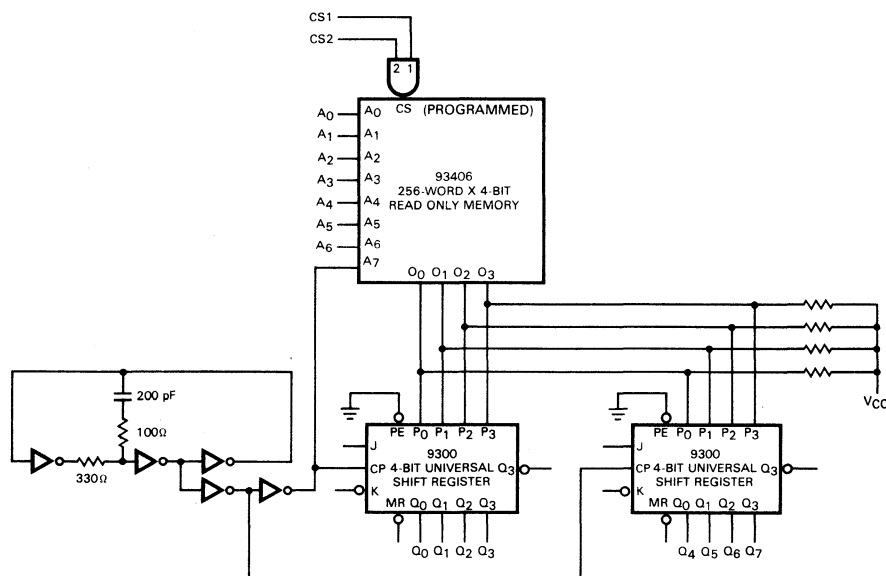 CS1
CS2
2 1
CS (PROGRAMMED)
A0 A0
A1 A1
A2 A2
A3 A3
A4 A4
A5 A5
A6 A6
A7
93406
256-WORD X 4-BIT
READ ONLY MEMORY
O0 O1 O2 O3
VCC
200 pF
100Ω
330Ω
PE P0 P1 P2 P3
J
9300
CP 4-BIT UNIVERSAL Q3
SHIFT REGISTER
K
MR Q0 Q1 Q2 Q3
Q0 Q1 Q2 Q3
PE P0 P1 P2 P3
J
9300
CP 4-BIT UNIVERSAL Q3
SHIFT REGISTER
K
MR Q0 Q1 Q2 Q3
Q4 Q5 Q6 Q7